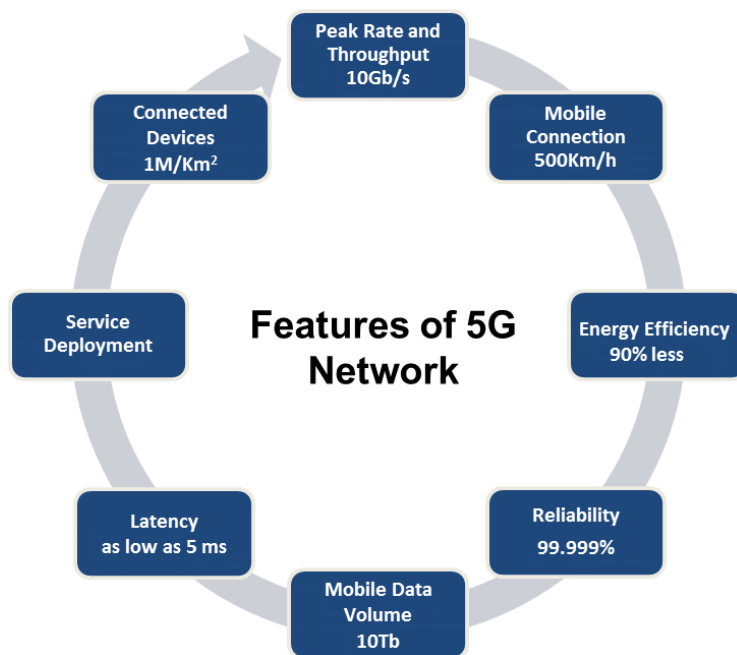 Peak Rate and
Throughput
10Gb/s
Mobile
Connection
500Km/h
Energy Efficiency
90% less
Reliability
99.999%
Mobile Data
Volume
10Tb
Latency
as low as 5 ms
Service
Deployment
Connected
Devices
1M/Km²
Features of 5G
Network